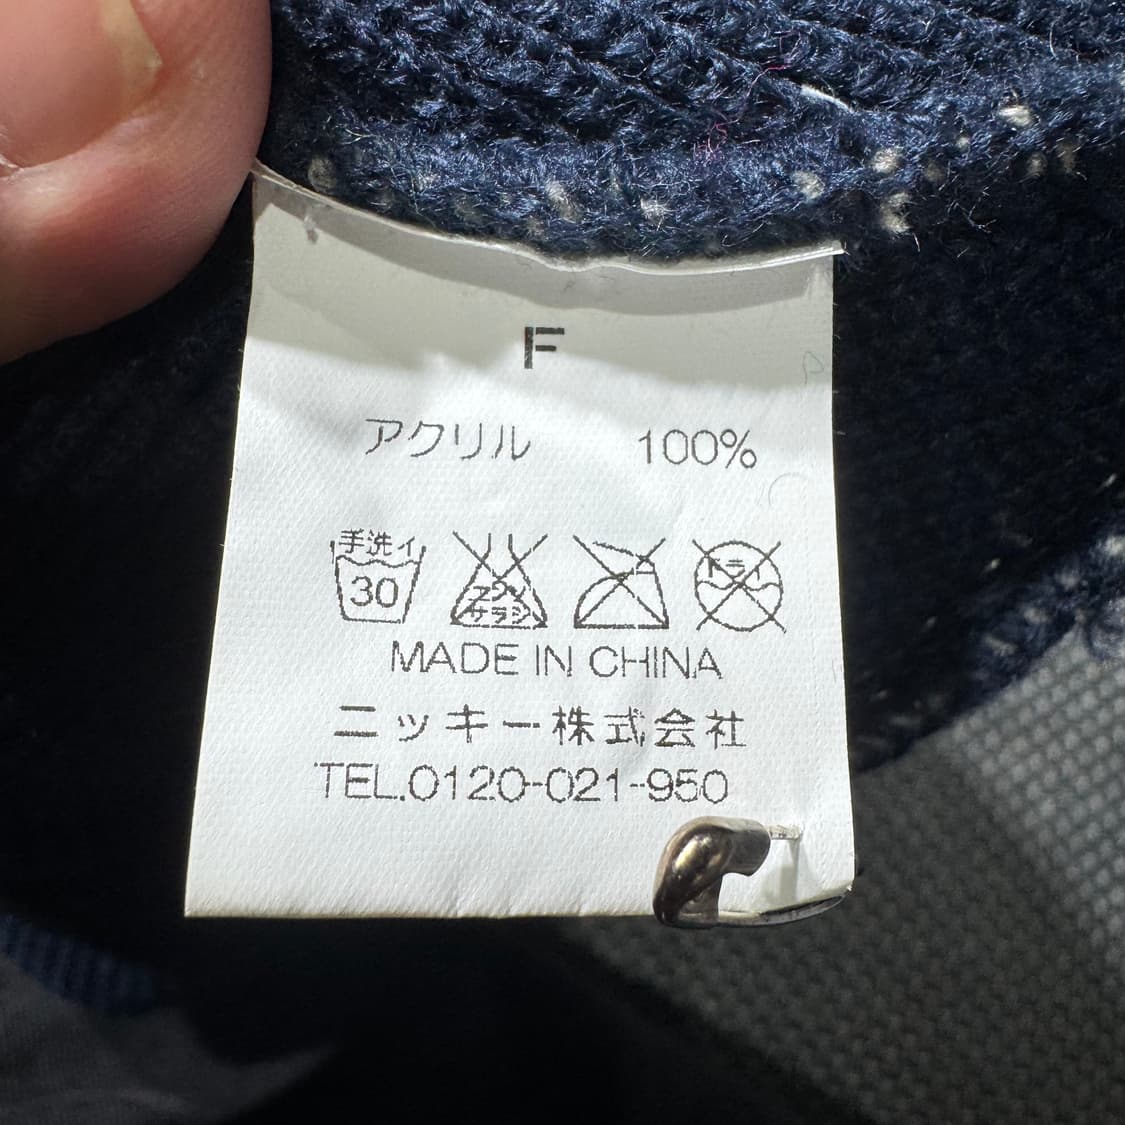 F
アクリル 100%
手洗イ 30 エンソサラシ ドライ
MADE IN CHINA
ニッキー株式会社
TEL.0120-021-950